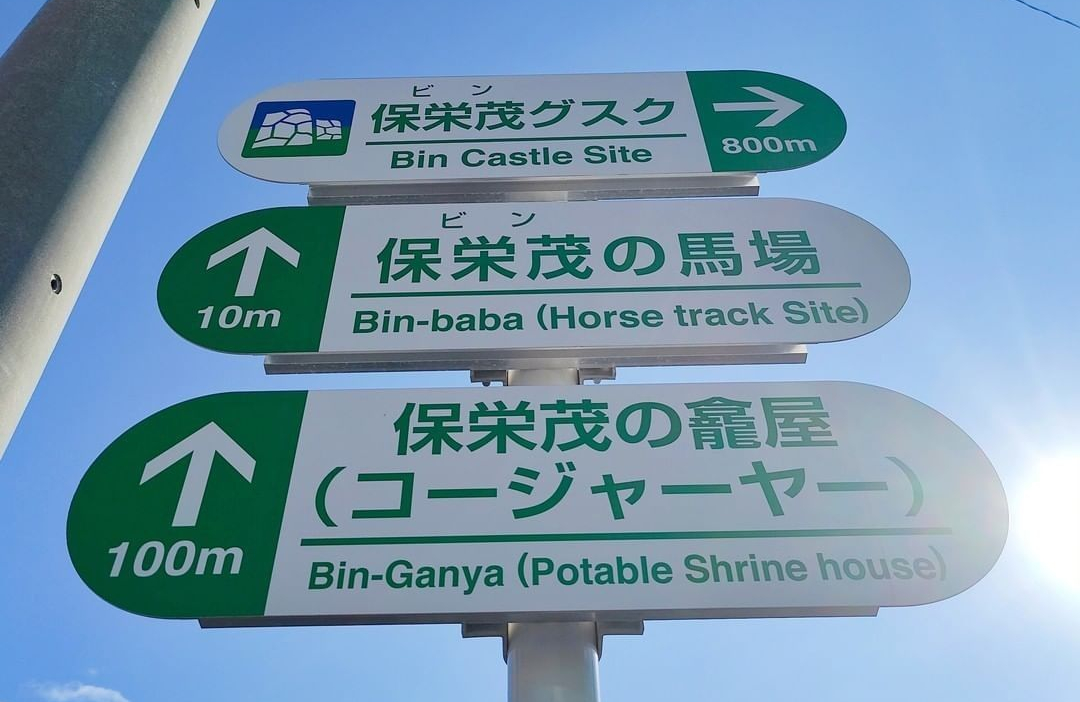 ビン
保栄茂グスク
Bin Castle Site
800m
ビン
保栄茂の馬場
10m
Bin-baba (Horse track Site)
保栄茂の龕屋
(コージャーヤー)
100m
Bin-Ganya (Potable Shrine house)